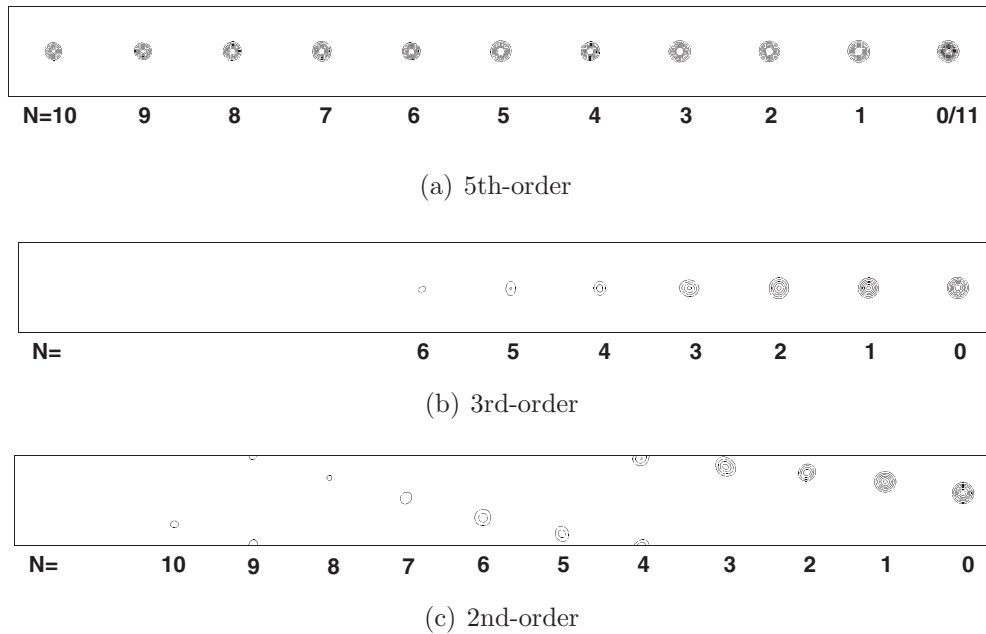 N=10 9 8 7 6 5 4 3 2 1 0/11
(a) 5th-order
N= 6 5 4 3 2 1 0
(b) 3rd-order
N= 10 9 8 7 6 5 4 3 2 1 0
(c) 2nd-order